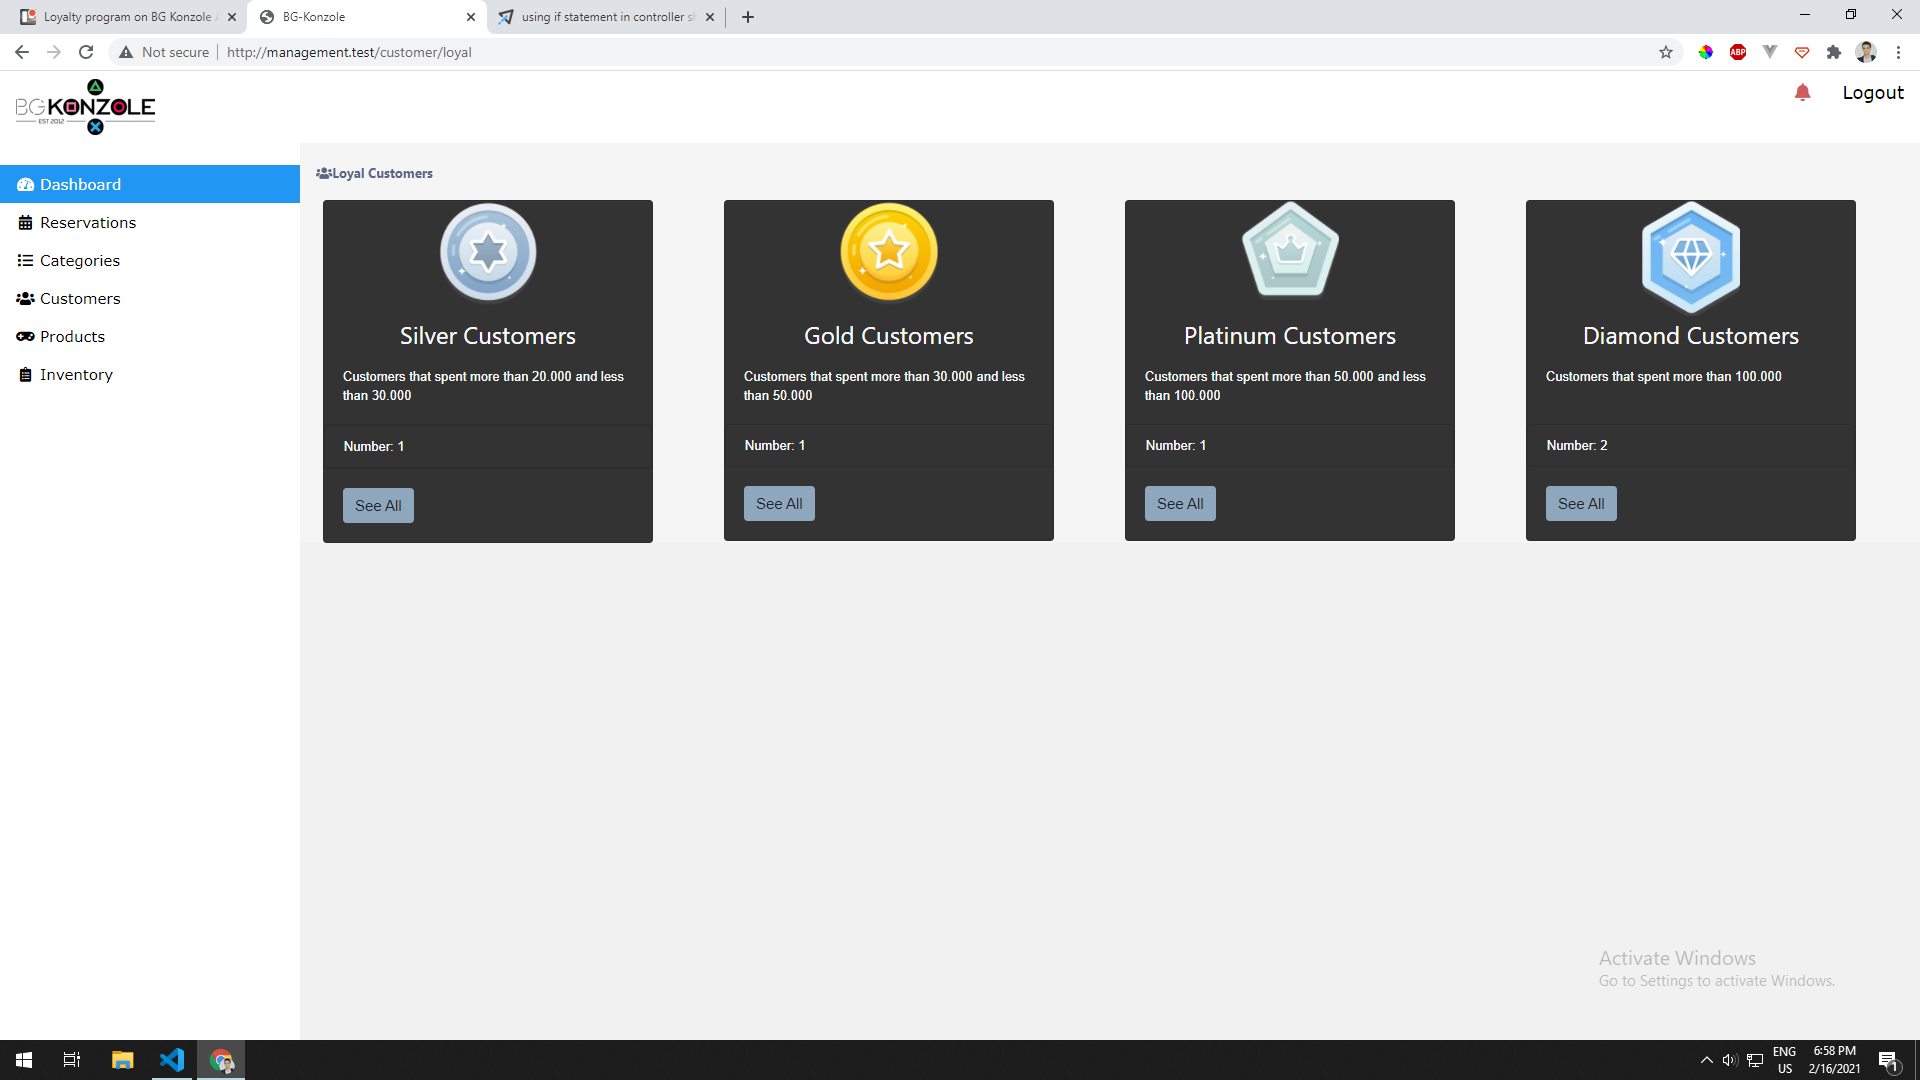 Loyalty program on BG Konzole
BG-Konzole
using if statement in controller sh
Not secure
http://management.test/customer/loyal
ABP
BGKONZOLE
EST 2012
Logout
Dashboard
Reservations
Categories
Customers
Products
Inventory
Loyal Customers
Silver Customers
Customers that spent more than 20.000 and less
than 30.000
Number: 1
See All
Gold Customers
Customers that spent more than 30.000 and less
than 50.000
Number: 1
See All
Platinum Customers
Customers that spent more than 50.000 and less
than 100.000
Number: 1
See All
Diamond Customers
Customers that spent more than 100.000
Number: 2
See All
Activate Windows
Go to Settings to activate Windows.
ENG
US
6:58 PM
2/16/2021
1